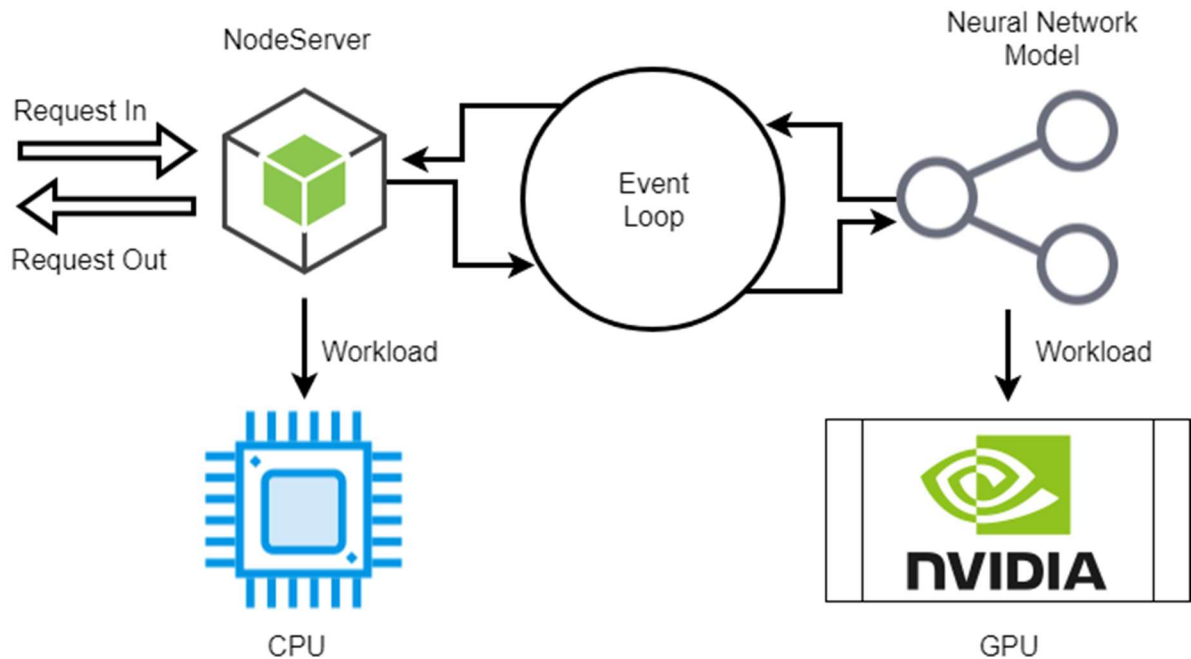 NodeServer
Neural Network
Model
Request In
Request Out
Event
Loop
Workload
Workload
nVIDIA
CPU
GPU